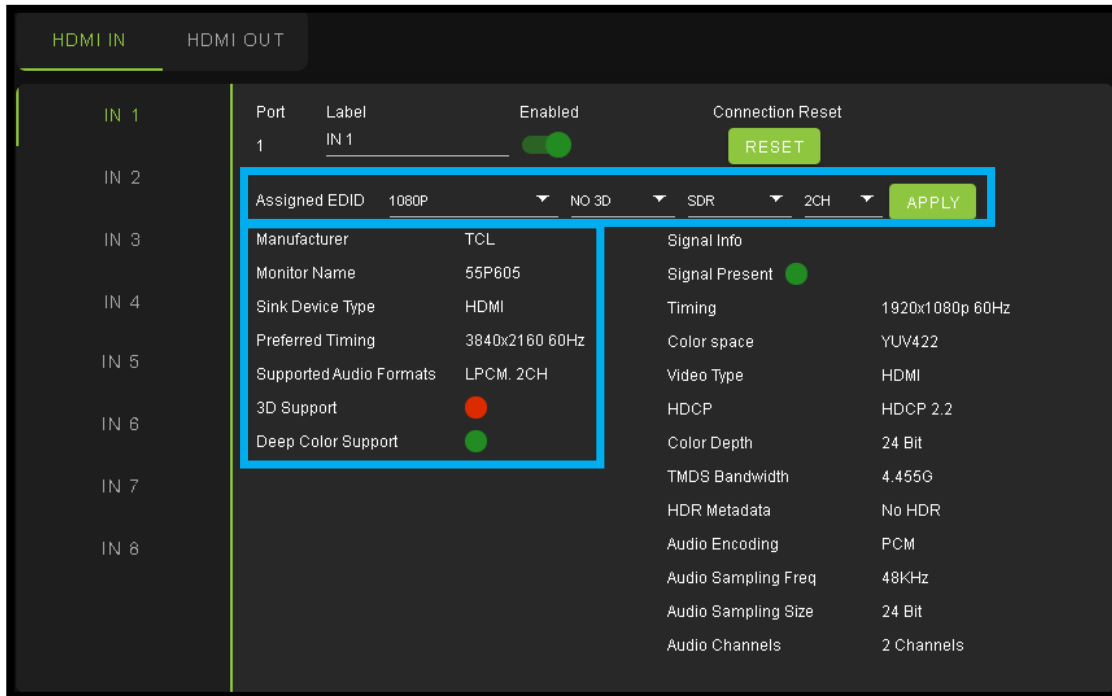 HDMI IN HDMI OUT
IN 1
IN 2
IN 3
IN 4
IN 5
IN 6
IN 7
IN 8
Port Label Enabled Connection Reset
1 IN 1 RESET
Assigned EDID 1080P NO 3D SDR 2CH APPLY
Manufacturer TCL
Monitor Name 55P605
Sink Device Type HDMI
Preferred Timing 3840x2160 60Hz
Supported Audio Formats LPCM. 2CH
3D Support
Deep Color Support
Signal Info
Signal Present
Timing 1920x1080p 60Hz
Color space YUV422
Video Type HDMI
HDCP HDCP 2.2
Color Depth 24 Bit
TMDS Bandwidth 4.455G
HDR Metadata No HDR
Audio Encoding PCM
Audio Sampling Freq 48KHz
Audio Sampling Size 24 Bit
Audio Channels 2 Channels